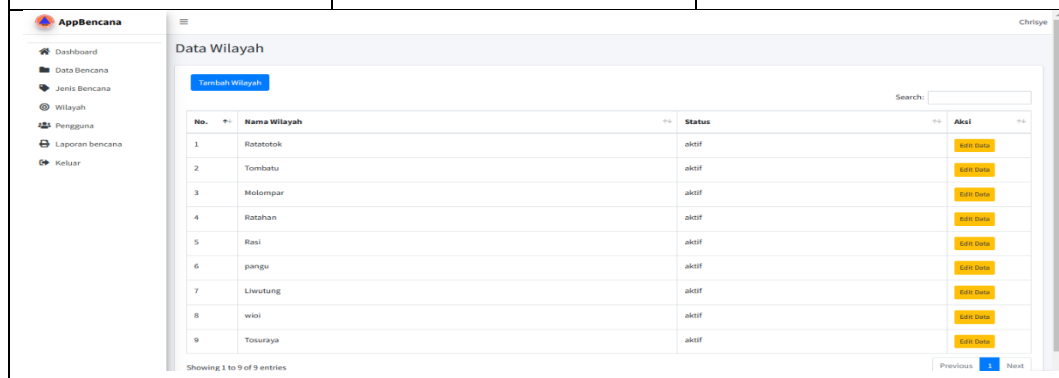 AppBencana
Chrisye
Dashboard
Data Bencana
Jenis Bencana
Wilayah
Pengguna
Laporan bencana
Keluar
Data Wilayah
Tambah Wilayah
Search:
No. Nama Wilayah Status Aksi
1 Ratatotok aktif Edit Data
2 Tombatu aktif Edit Data
3 Molompar aktif Edit Data
4 Ratahan aktif Edit Data
5 Rasi aktif Edit Data
6 pangu aktif Edit Data
7 Liwutung aktif Edit Data
8 wioi aktif Edit Data
9 Tosuraya aktif Edit Data
Showing 1 to 9 of 9 entries
Previous 1 Next